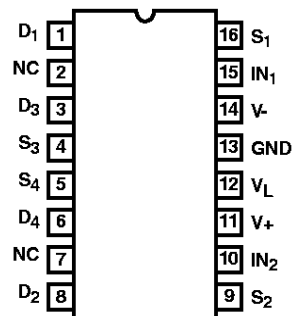 D1 1 16 S1
NC 2 15 IN1
D3 3 14 V-
S3 4 13 GND
S4 5 12 VL
D4 6 11 V+
NC 7 10 IN2
D2 8 9 S2